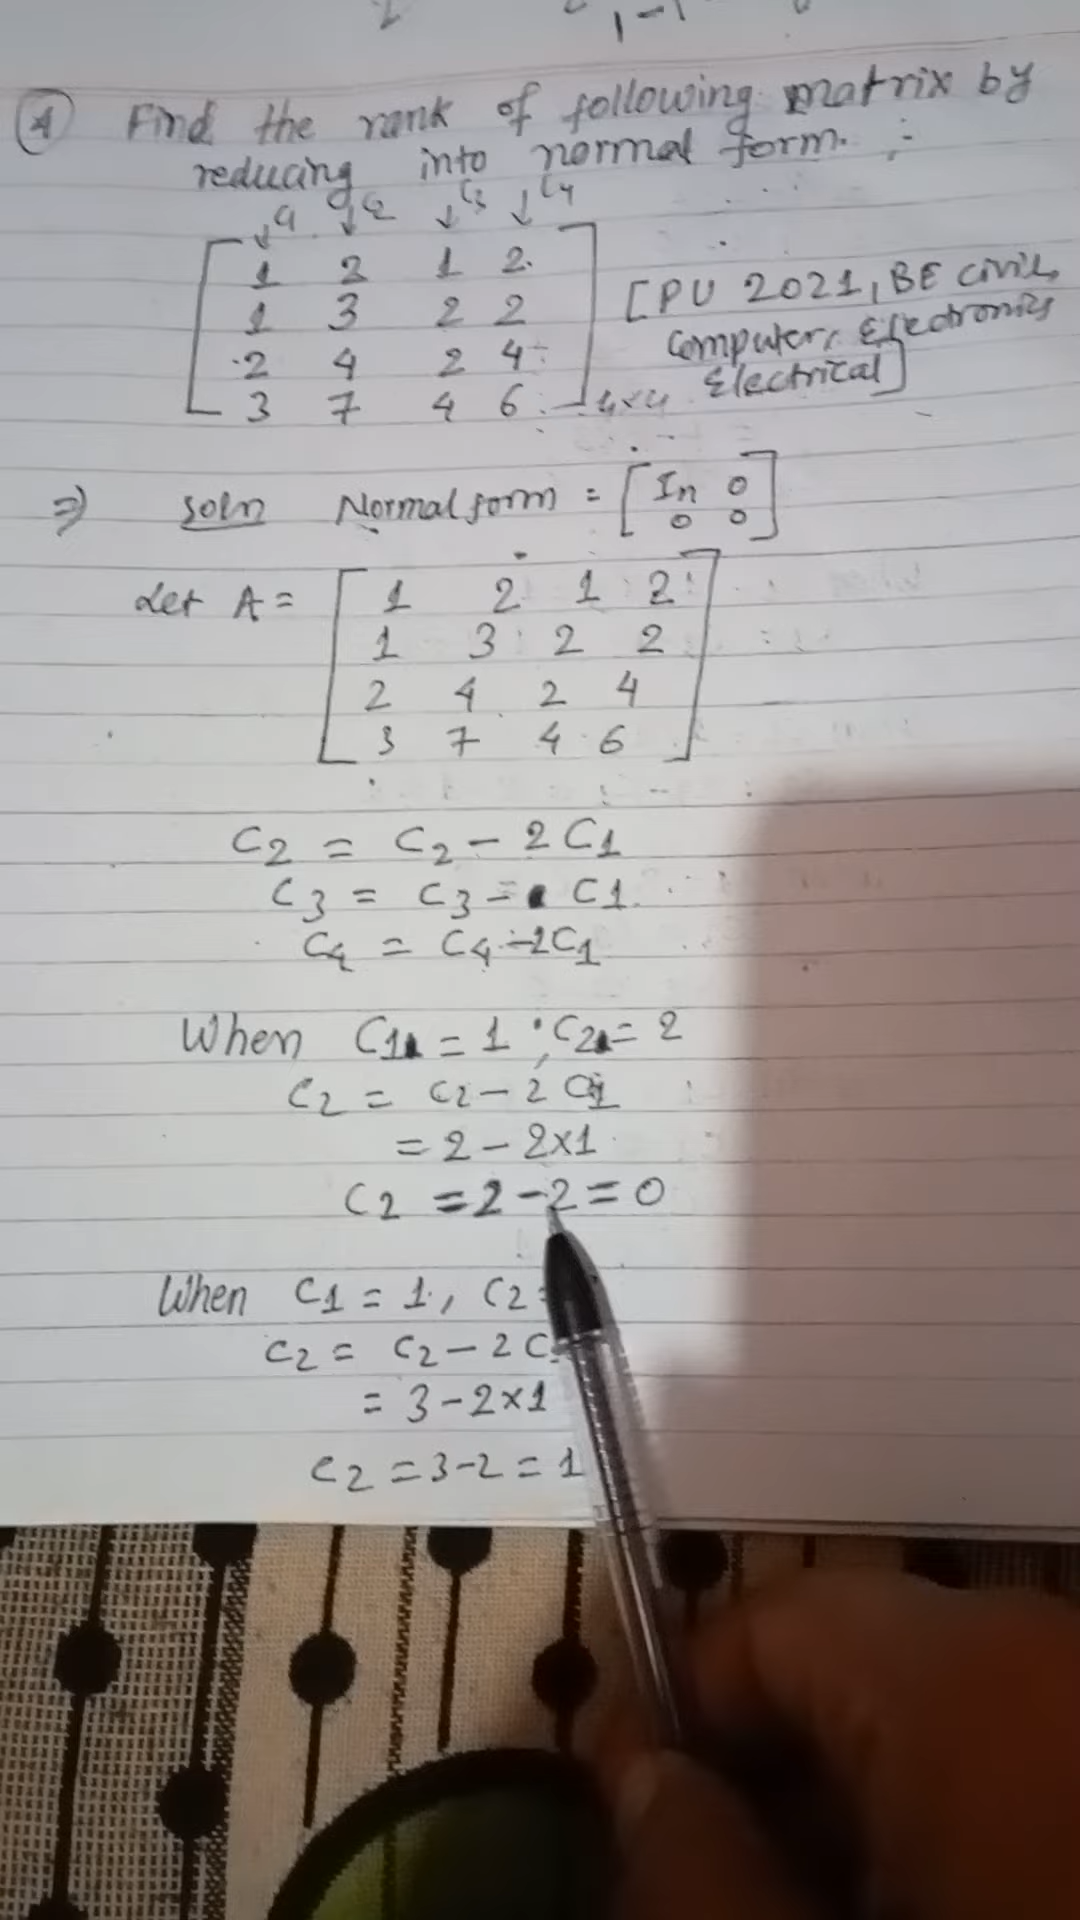 ④ Find the rank of following matrix by
reducing into normal form. :-
↓C1 ↓C2 ↓C3 ↓C4
1 2 1 2
1 3 2 2
2 4 2 4
3 7 4 6 4×4
[PU 2021, BE civil,
Computer, Electronics
Electrical]
⇒ Soln Normal form = [In 0
0 0]
Let A = 1 2 1 2
1 3 2 2
2 4 2 4
3 7 4 6
C2 = C2 - 2C1
C3 = C3 - C1
C4 = C4 - 2C1
When C1 = 1, C2 = 2
C2 = C2 - 2C1
= 2 - 2×1
C2 = 2 - 2 = 0
When C1 = 1, C2 =
C2 = C2 - 2C
= 3 - 2×1
C2 = 3 - 2 = 1